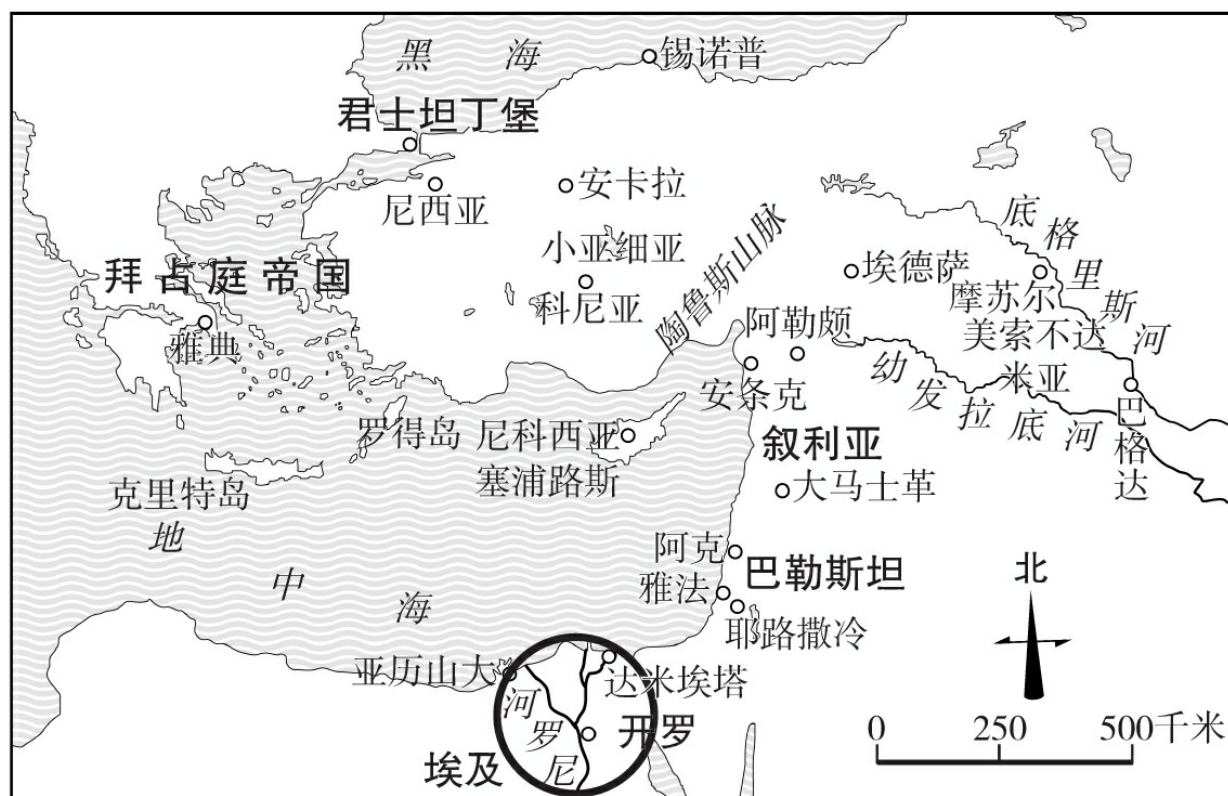 黑海
锡诺普
君士坦丁堡
尼西亚
安卡拉
小亚细亚
科尼亚
陶鲁斯山脉
底格里斯河
埃德萨
摩苏尔
美索不达
米亚
拜占庭帝国
雅典
阿勒颇
安条克
幼发拉底河
巴格达
罗得岛
尼科西亚
塞浦路斯
叙利亚
大马士革
克里特岛
地中海
阿克
巴勒斯坦
雅法
耶路撒冷
北
亚历山大
达米埃塔
河罗尼
开罗
埃及
0 250 500千米